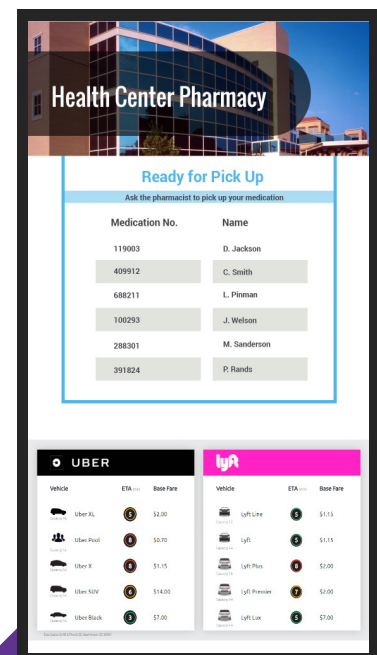 Health Center Pharmacy
Ready for Pick Up
Ask the pharmacist to pick up your medication
Medication No. Name
119003 D. Jackson
409912 C. Smith
688211 L. Pinman
100293 J. Welson
288301 M. Sanderson
391824 P. Rands
UBER
Vehicle ETA Base Fare
Uber XL 5 $2.00
Uber Pool 8 $0.70
Uber X 8 $1.15
Uber SUV 6 $14.00
Uber Black 3 $7.00
lyft
Vehicle ETA Base Fare
Lyft Line 5 $1.15
Lyft 5 $1.15
Lyft Plus 8 $2.00
Lyft Premier 7 $2.00
Lyft Lux 5 $7.00